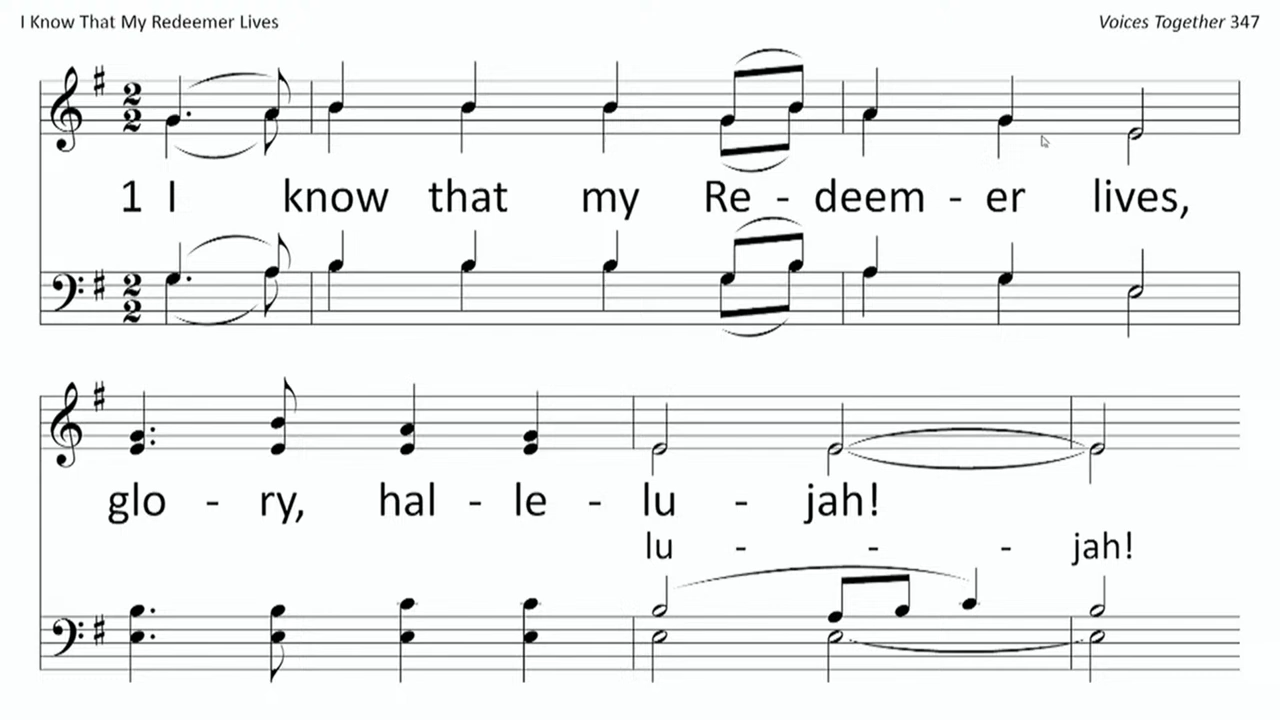 I Know That My Redeemer Lives
Voices Together 347
1 I know that my Re - deem - er lives,
glo - ry, hal - le - lu - jah!
lu - - - jah!